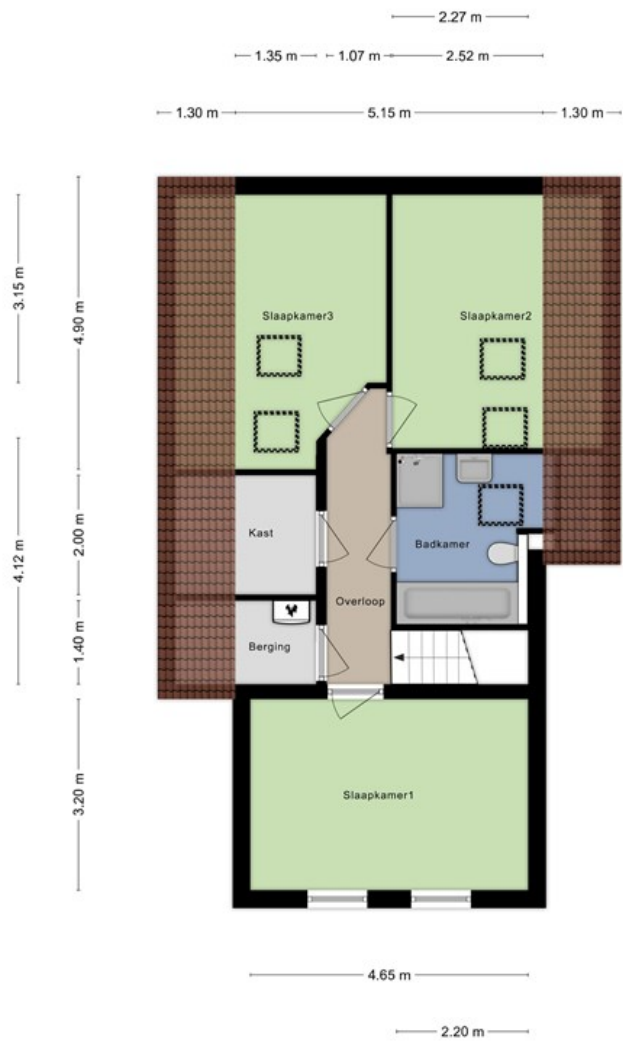 2.27 m
1.35 m
1.07 m
2.52 m
1.30 m
5.15 m
1.30 m
3.15 m
4.90 m
Slaapkamer3
Slaapkamer2
4.12 m
2.00 m
Kast
Badkamer
Overloop
1.40 m
Berging
3.20 m
Slaapkamer1
4.65 m
2.20 m